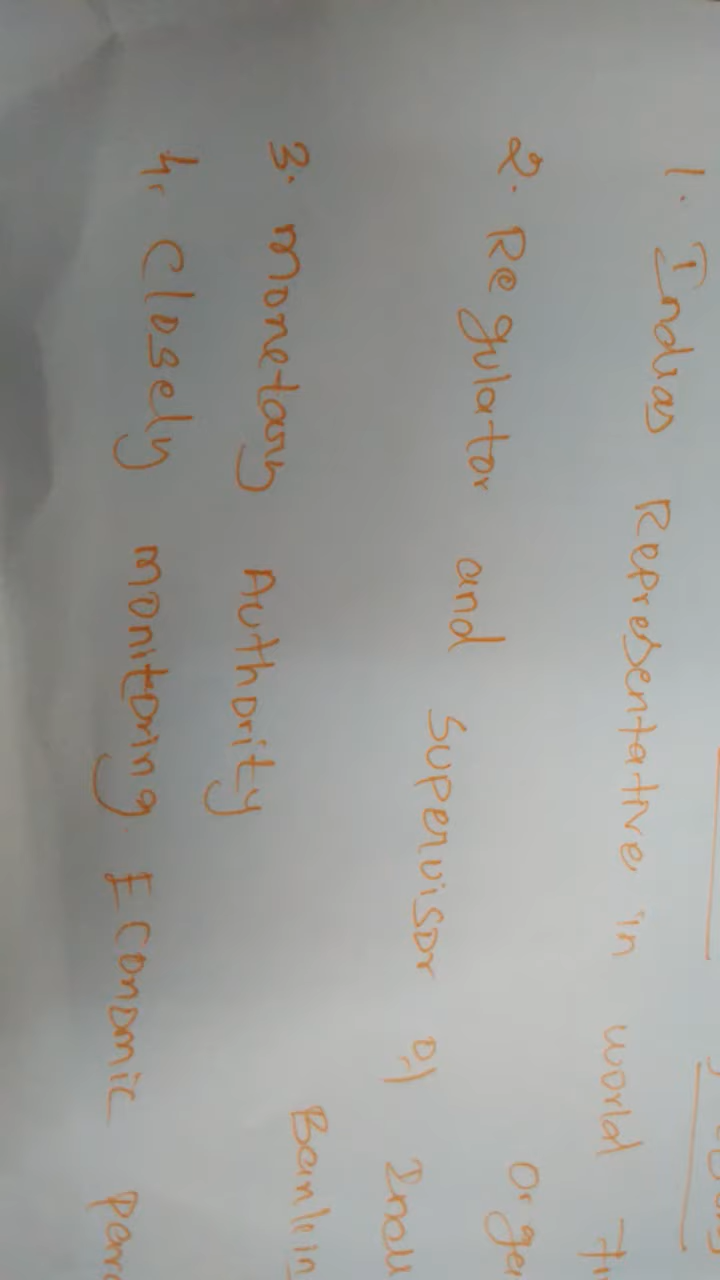 1. Indias Representative in world
2. Regulator and Supervisor of
3. Monetary Authority
4. Closely monitoring Economic